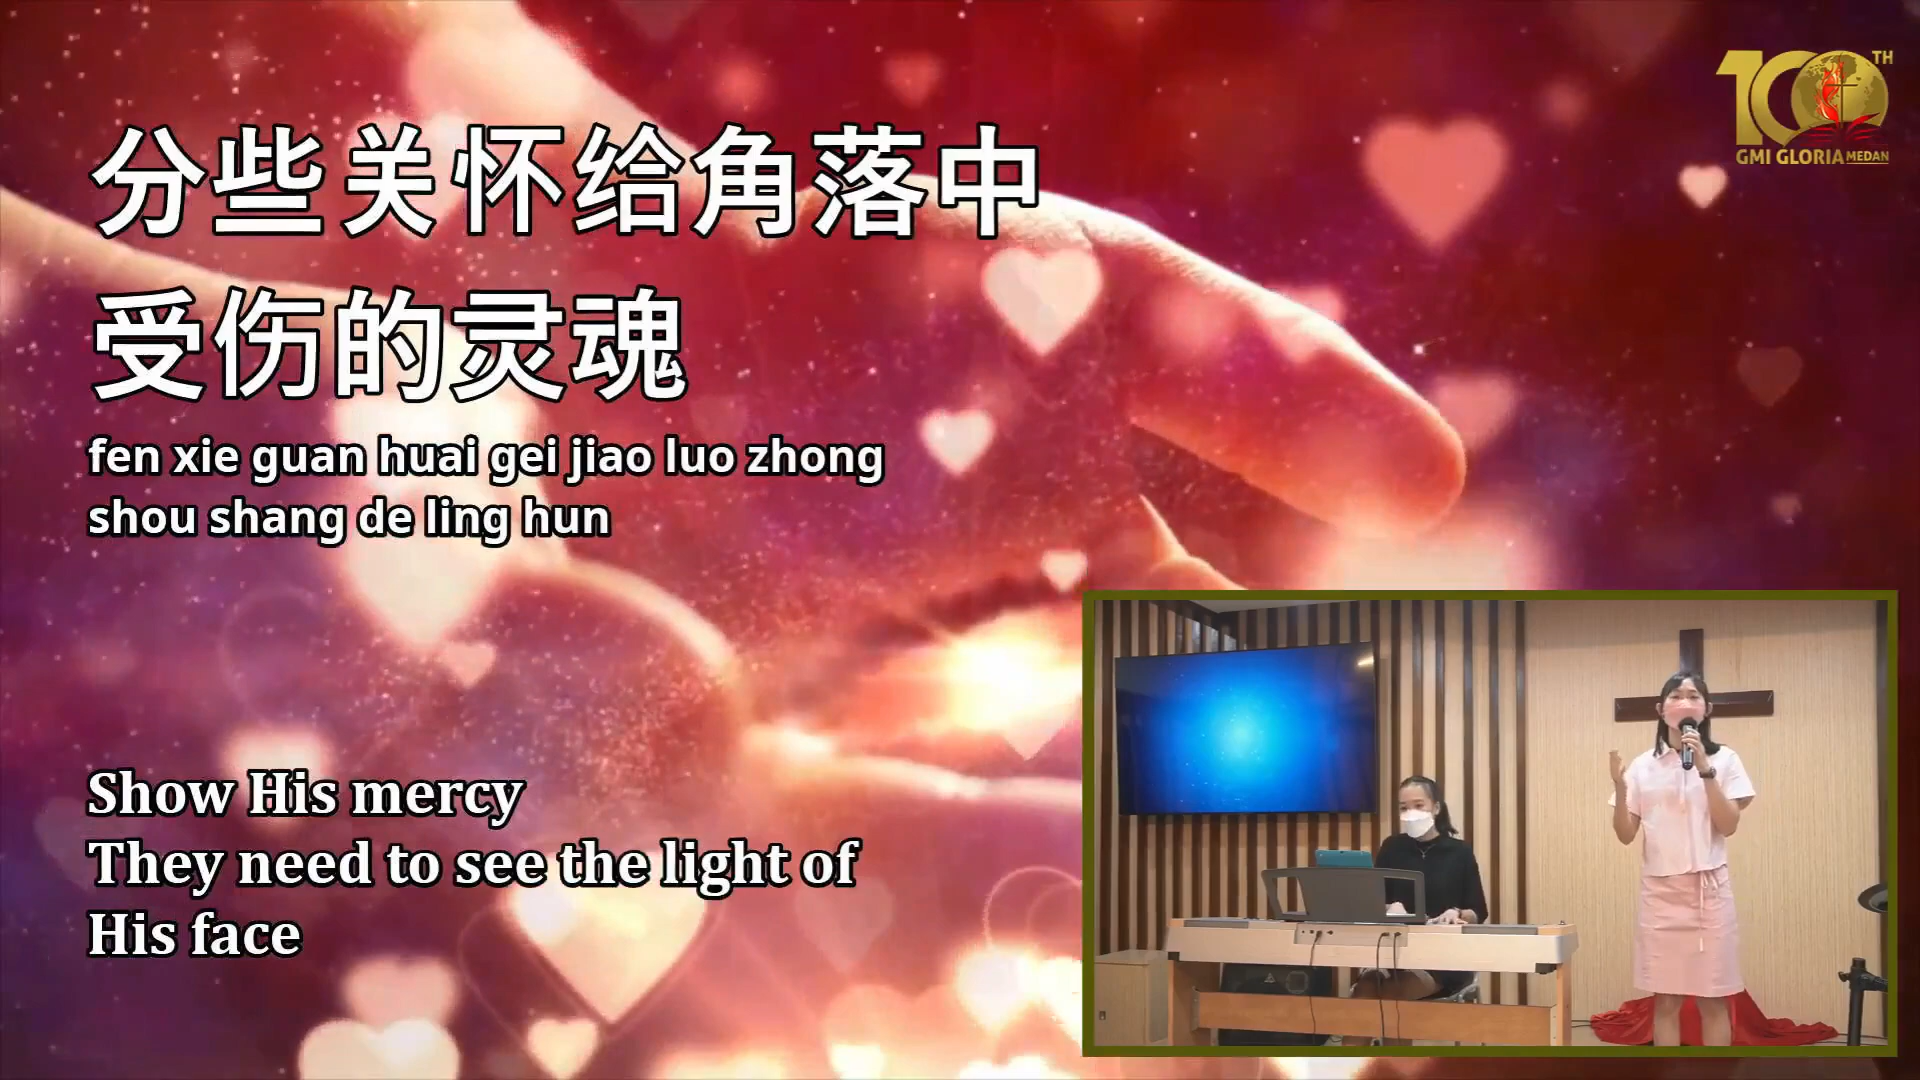 100TH
GMI GLORIA MEDAN
分些关怀给角落中
受伤的灵魂
fen xie guan huai gei jiao luo zhong
shou shang de ling hun
Show His mercy
They need to see the light of
His face